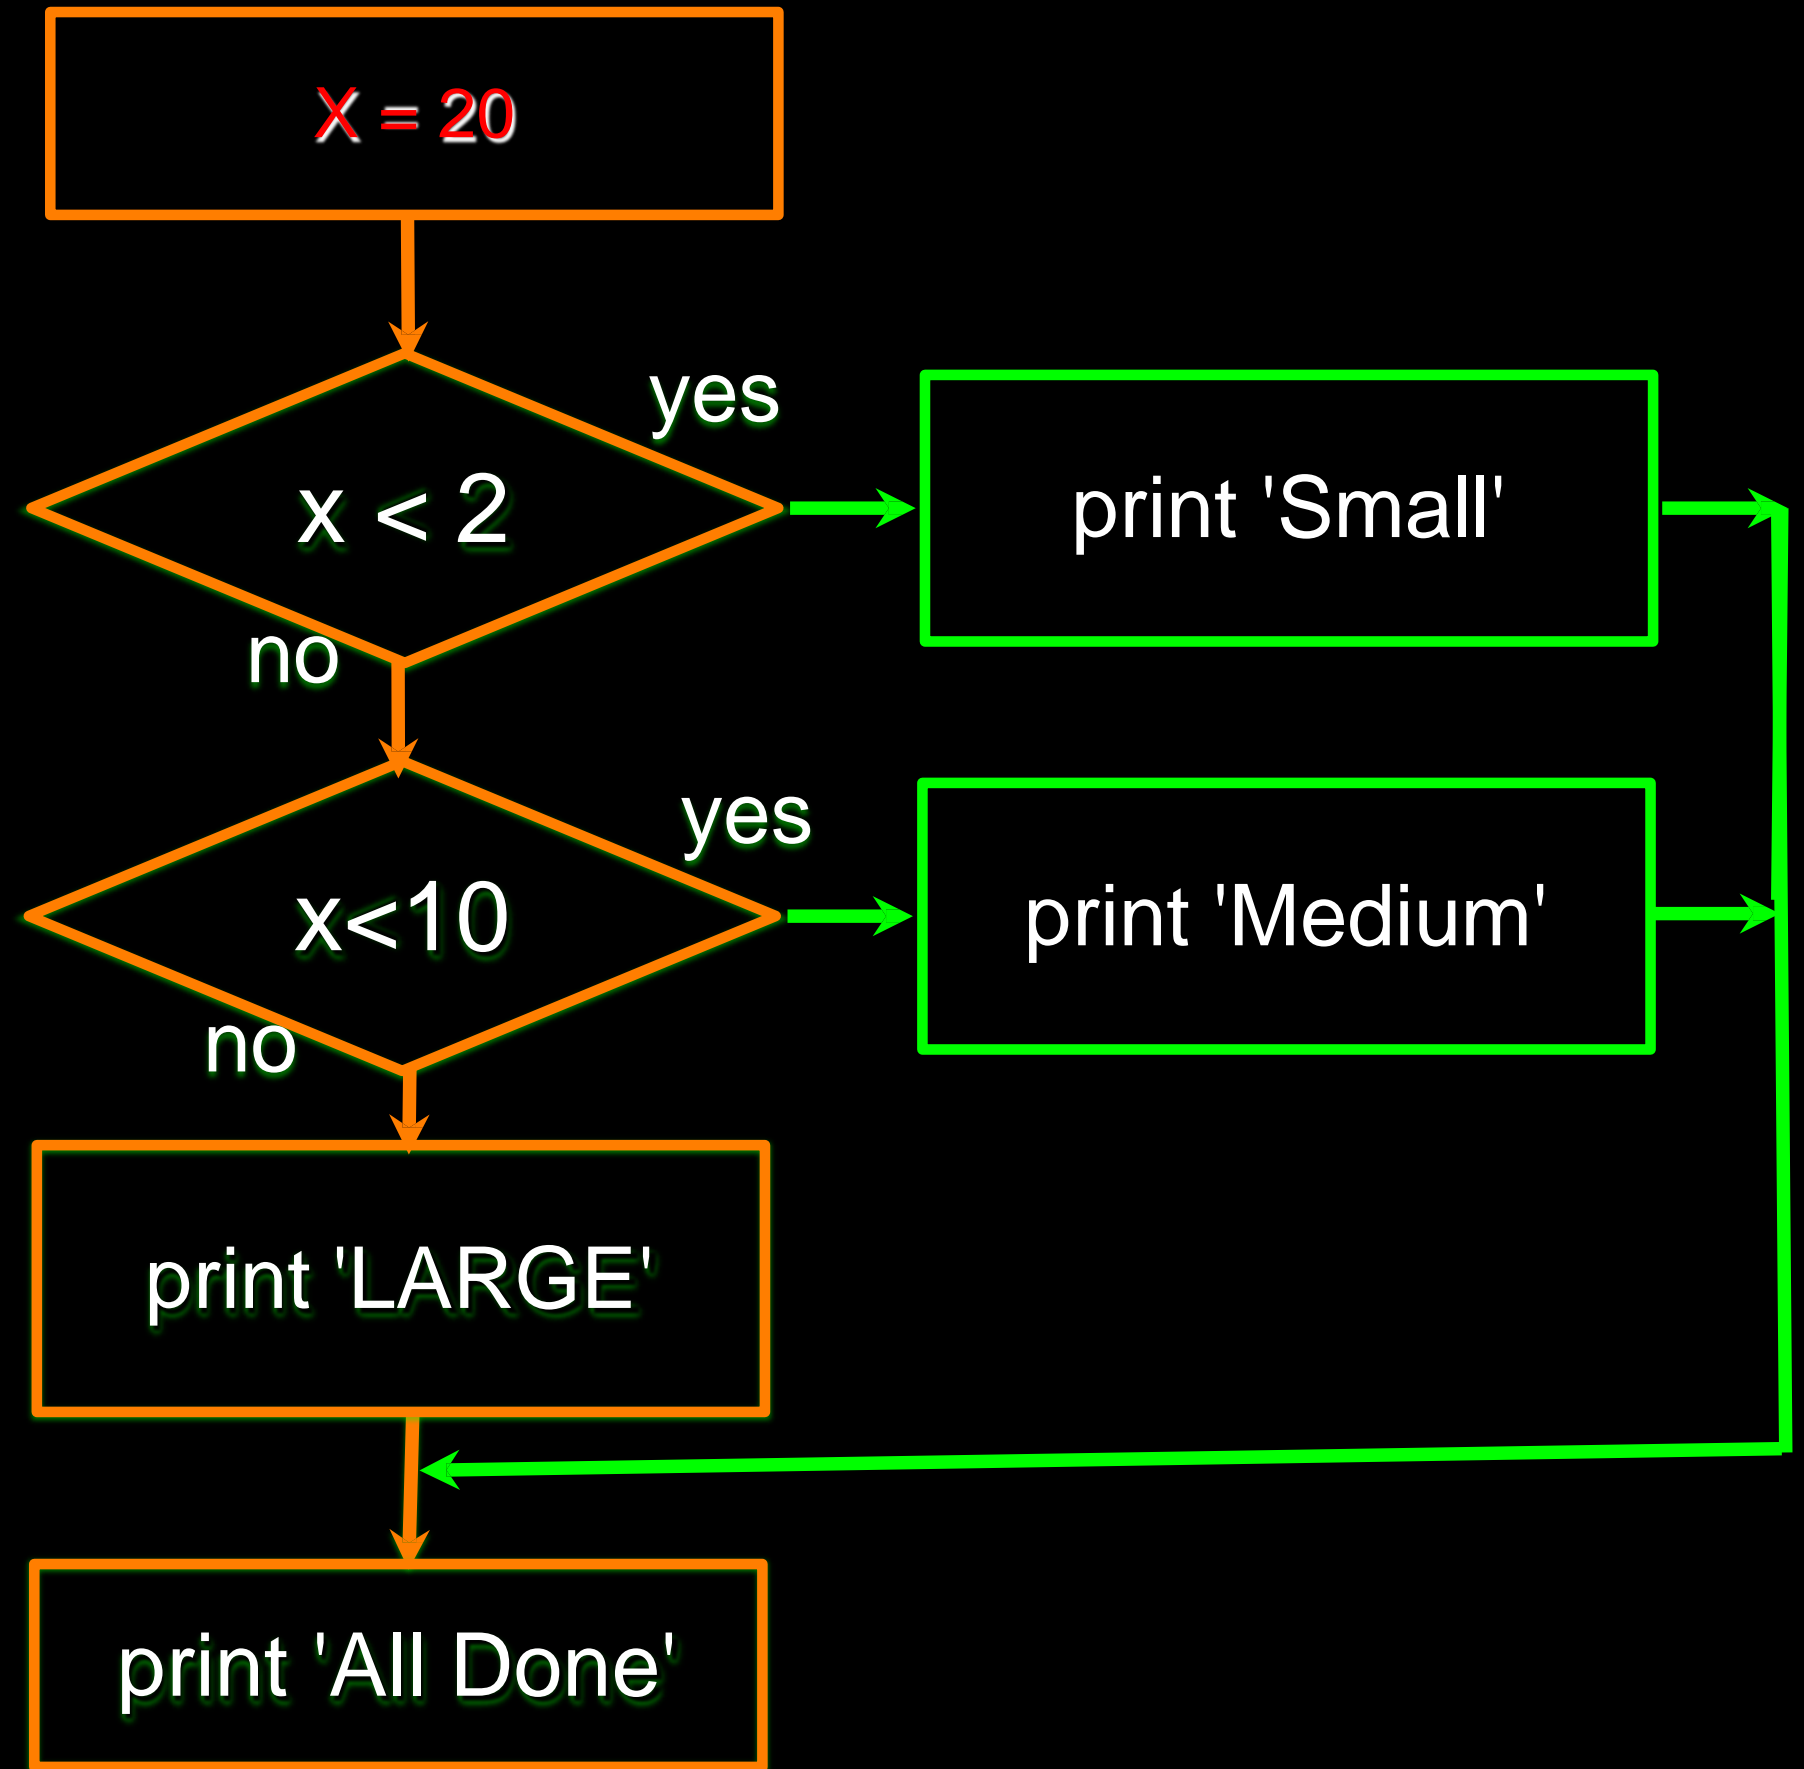 X = 20
yes
x < 2
print 'Small'
no
yes
x<10
print 'Medium'
no
print 'LARGE'
print 'All Done'